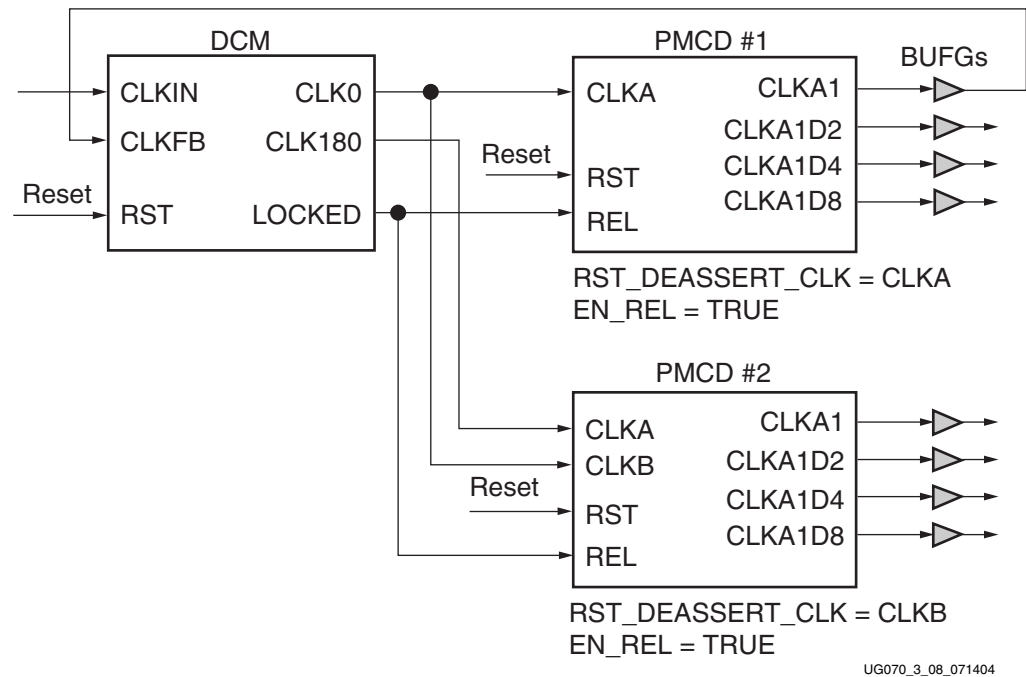 DCM
PMCD #1
BUFGs
CLKIN
CLK0
CLKFB
CLK180
Reset
RST
LOCKED
CLKA
CLKA1
CLKA1D2
Reset
RST
CLKA1D4
REL
CLKA1D8
RST_DEASSERT_CLK = CLKA
EN_REL = TRUE
PMCD #2
CLKA
CLKA1
CLKB
CLKA1D2
Reset
RST
CLKA1D4
REL
CLKA1D8
RST_DEASSERT_CLK = CLKB
EN_REL = TRUE
UG070_3_08_071404